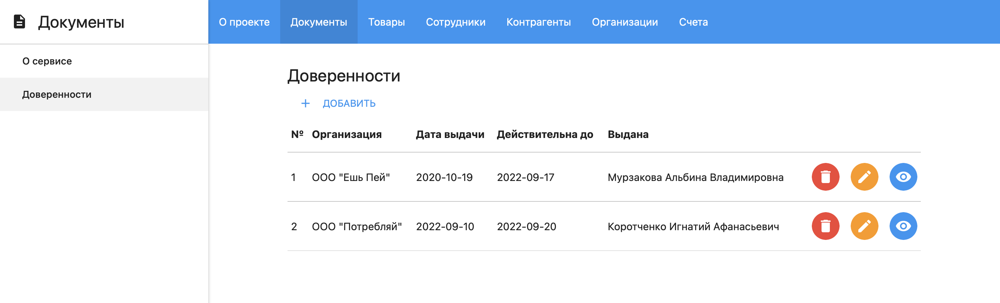 Документы
О проекте Документы Товары Сотрудники Контрагенты Организации Счета
О сервисе
Доверенности
Доверенности
+ ДОБАВИТЬ
№ Организация Дата выдачи Действительна до Выдана
1 ООО "Ешь Пей" 2020-10-19 2022-09-17 Мурзакова Альбина Владимировна
2 ООО "Потребляй" 2022-09-10 2022-09-20 Коротченко Игнатий Афанасьевич